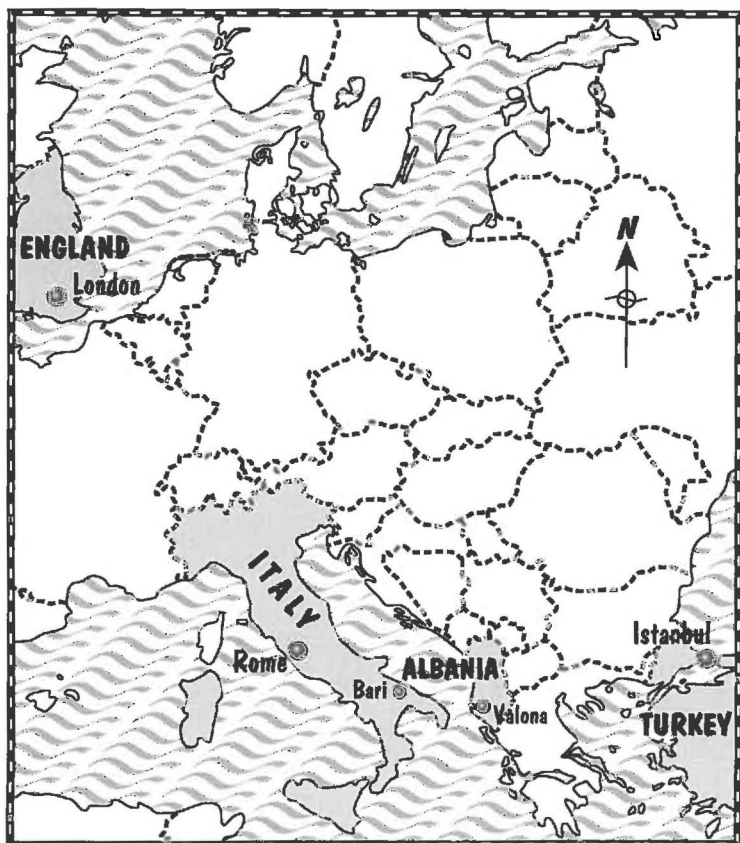 N
ENGLAND
London
ITALY
Istanbul
Rome
ALBANIA
Bari
Valona
TURKEY